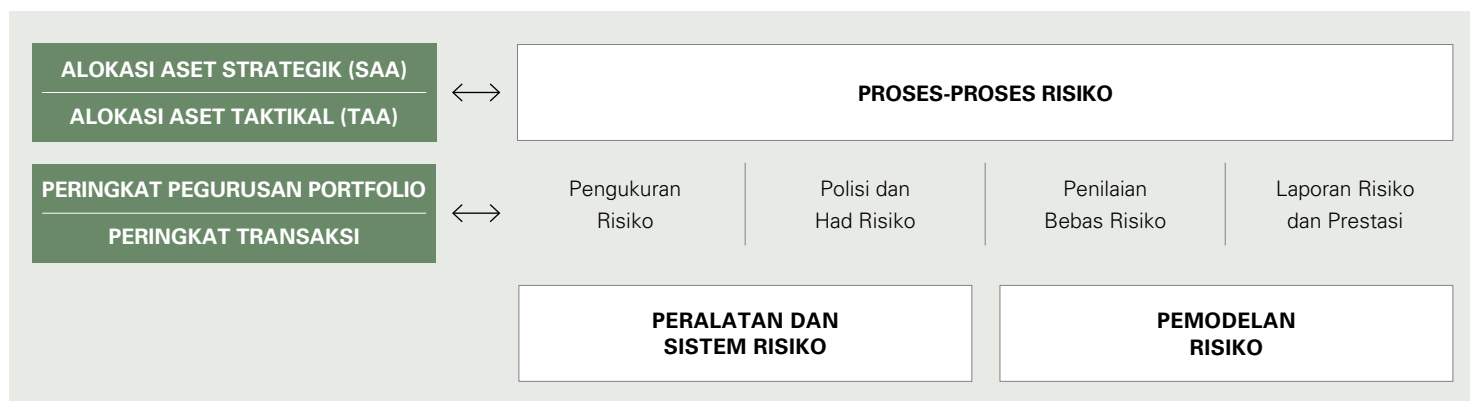 ALOKASI ASET STRATEGIK (SAA)
ALOKASI ASET TAKTIKAL (TAA)
PROSES-PROSES RISIKO
PERINGKAT PEGURUSAN PORTFOLIO
PERINGKAT TRANSAKSI
Pengukuran
Risiko
Polisi dan
Had Risiko
Penilaian
Bebas Risiko
Laporan Risiko
dan Prestasi
PERALATAN DAN
SISTEM RISIKO
PEMODELAN
RISIKO